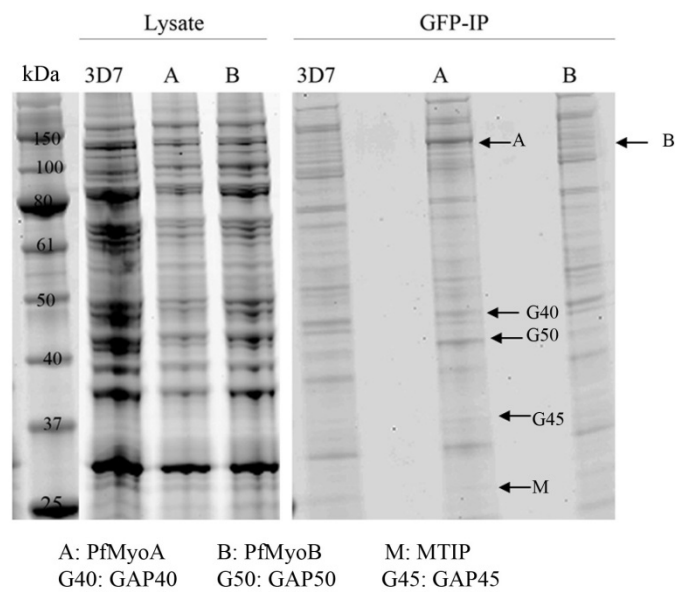 Lysate GFP-IP
kDa 3D7 A B 3D7 A B
150
100
80
61
50
40
37
25
A
B
G40
G50
G45
M
A: PfMyoA B: PfMyoB M: MTIP
G40: GAP40 G50: GAP50 G45: GAP45